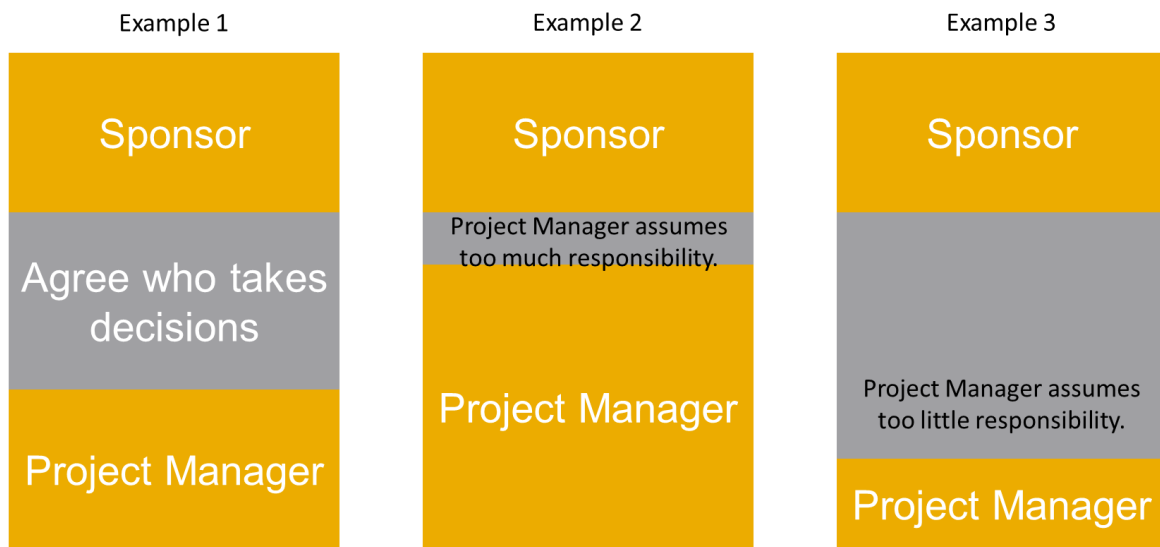 Example 1
Sponsor
Agree who takes
decisions
Project Manager
Example 2
Sponsor
Project Manager assumes
too much responsibility.
Project Manager
Example 3
Sponsor
Project Manager assumes
too little responsibility.
Project Manager